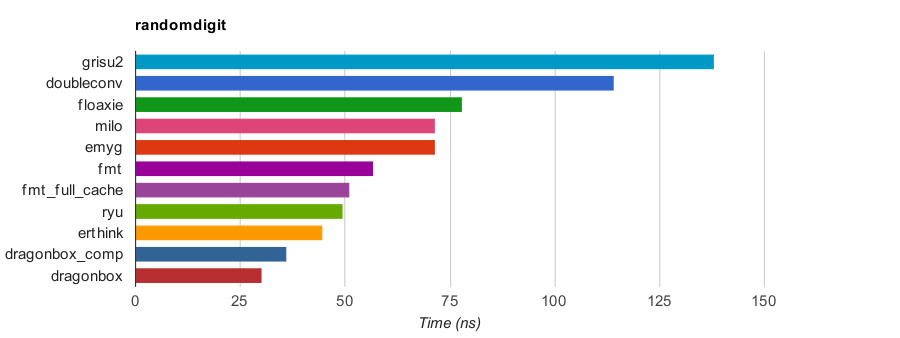 randomdigit
grisu2
doubleconv
floaxie
milo
emyg
fmt
fmt_full_cache
ryu
erthink
dragonbox_comp
dragonbox
0 25 50 75 100 125 150
Time (ns)